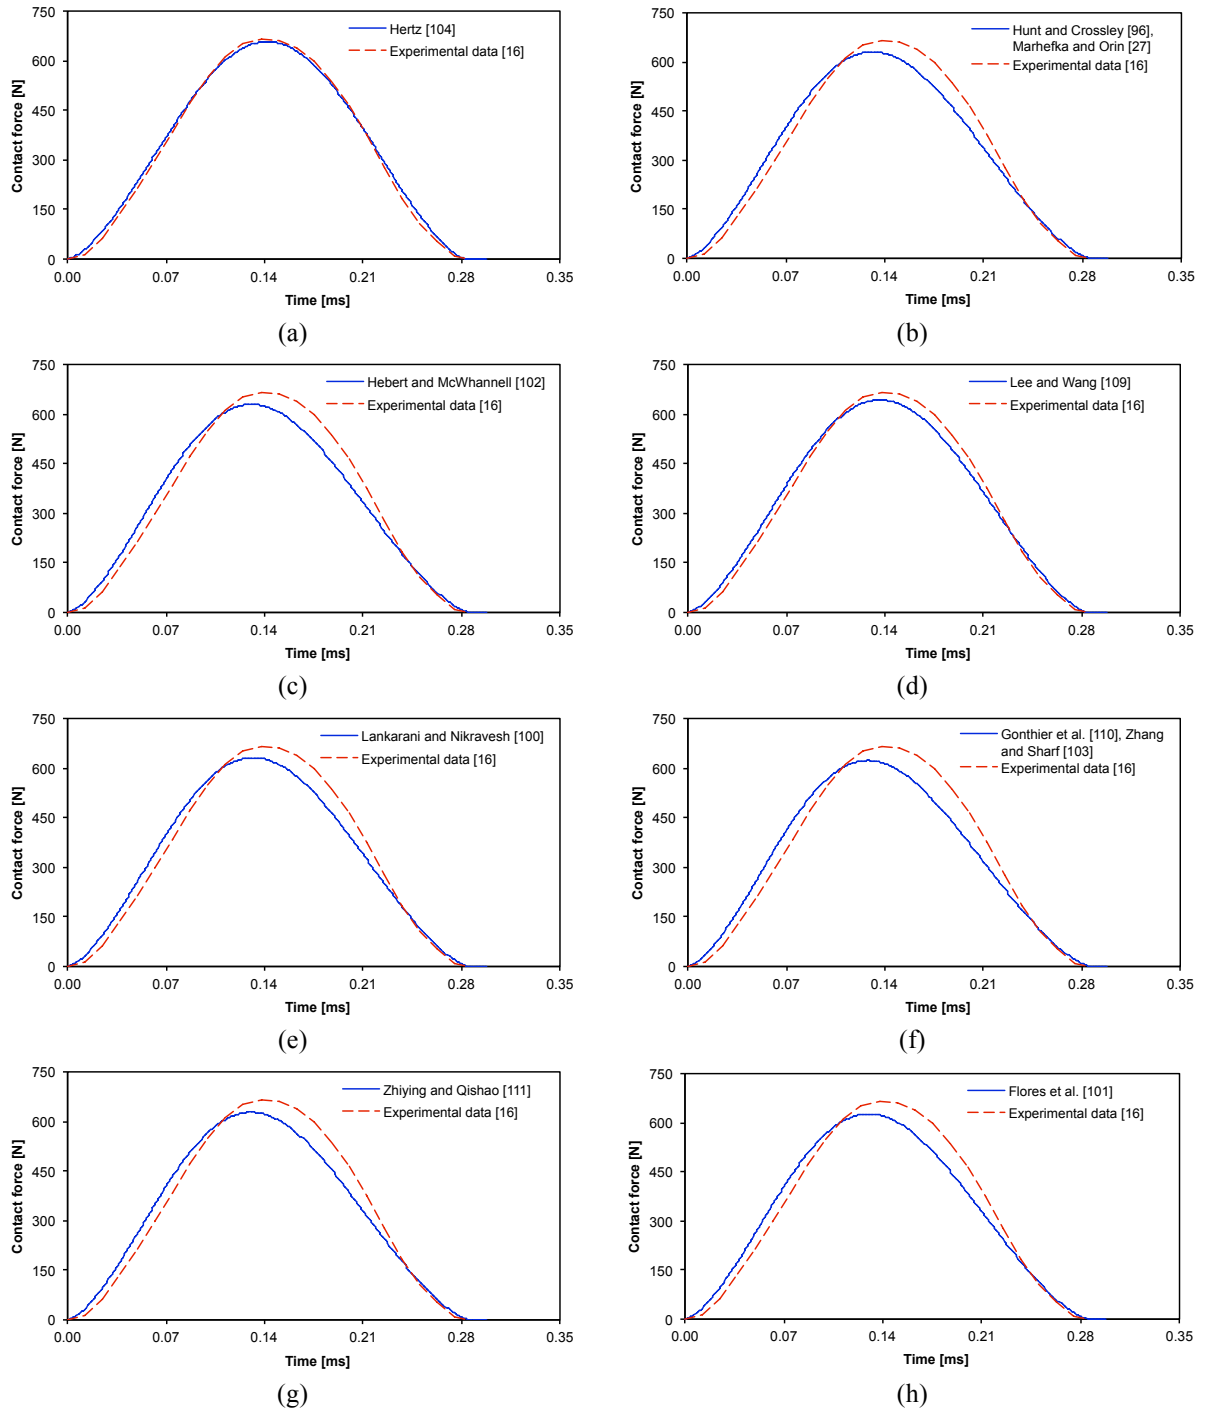 750
600
450
300
150
0
Contact force [N]
Hertz [104]
Experimental data [16]
0.00 0.07 0.14 0.21 0.28 0.35
Time [ms]
(a)
750
600
450
300
150
0
Contact force [N]
Hunt and Crossley [96],
Marhefka and Orin [27]
Experimental data [16]
0.00 0.07 0.14 0.21 0.28 0.35
Time [ms]
(b)
750
600
450
300
150
0
Contact force [N]
Hebert and McWhannell [102]
Experimental data [16]
0.00 0.07 0.14 0.21 0.28 0.35
Time [ms]
(c)
750
600
450
300
150
0
Contact force [N]
Lee and Wang [109]
Experimental data [16]
0.00 0.07 0.14 0.21 0.28 0.35
Time [ms]
(d)
750
600
450
300
150
0
Contact force [N]
Lankarani and Nikravesh [100]
Experimental data [16]
0.00 0.07 0.14 0.21 0.28 0.35
Time [ms]
(e)
750
600
450
300
150
0
Contact force [N]
Gonthier et al. [110], Zhang
and Sharf [103]
Experimental data [16]
0.00 0.07 0.14 0.21 0.28 0.35
Time [ms]
(f)
750
600
450
300
150
0
Contact force [N]
Zhiying and Qishao [111]
Experimental data [16]
0.00 0.07 0.14 0.21 0.28 0.35
Time [ms]
(g)
750
600
450
300
150
0
Contact force [N]
Flores et al. [101]
Experimental data [16]
0.00 0.07 0.14 0.21 0.28 0.35
Time [ms]
(h)